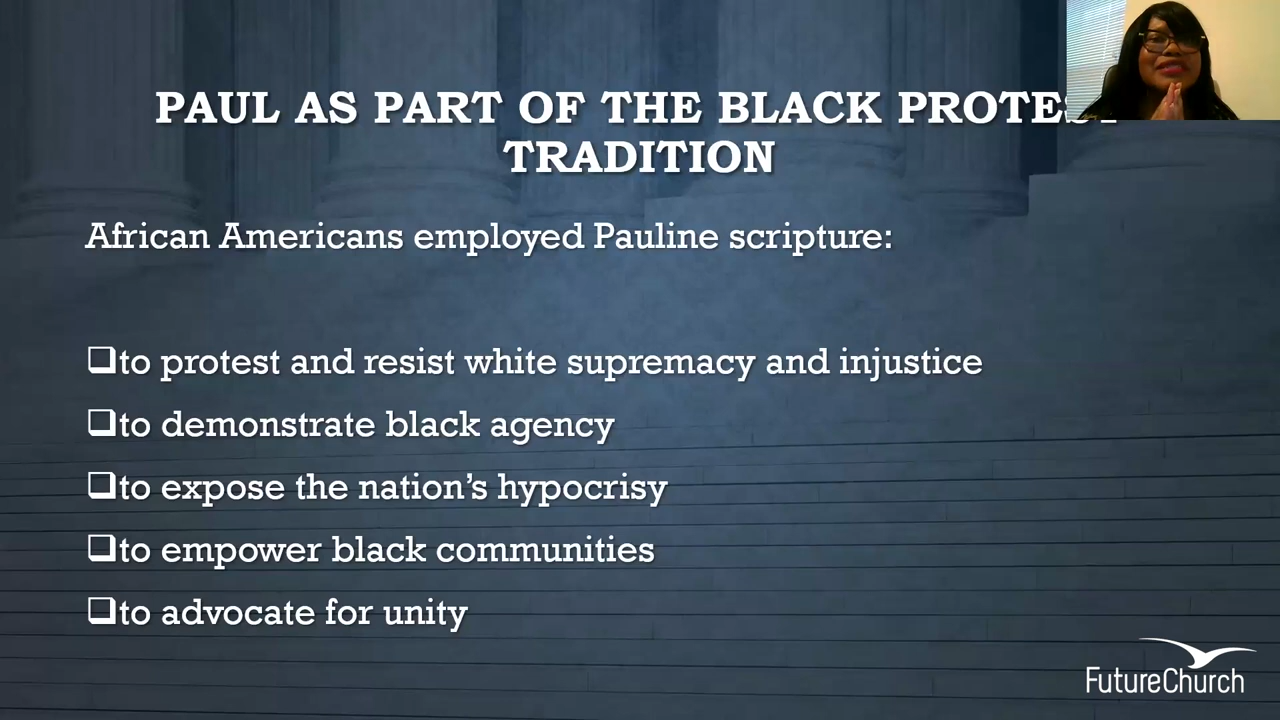 PAUL AS PART OF THE BLACK PROTEST
TRADITION
African Americans employed Pauline scripture:
❑to protest and resist white supremacy and injustice
❑to demonstrate black agency
❑to expose the nation's hypocrisy
❑to empower black communities
❑to advocate for unity
FutureChurch